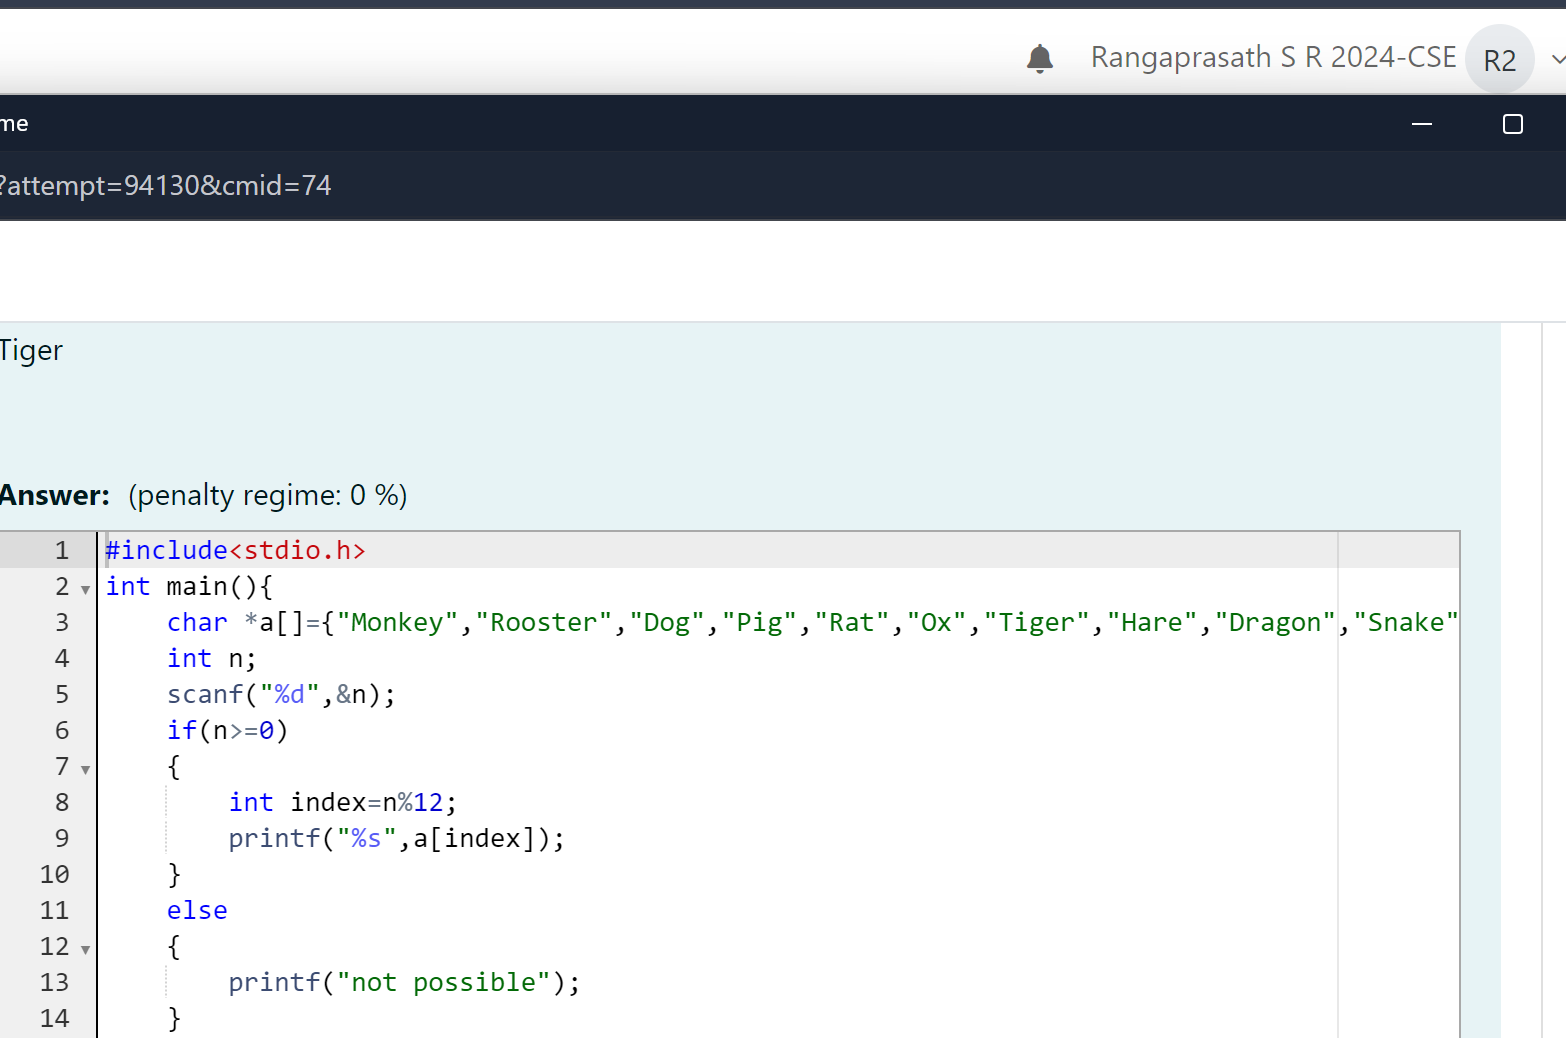 Rangaprasath S R 2024-CSE R2
me
?attempt=94130&cmid=74
Tiger
Answer: (penalty regime: 0 %)
1 #include<stdio.h>
2 int main(){
3 char *a[]={"Monkey","Rooster","Dog","Pig","Rat","Ox","Tiger","Hare","Dragon","Snake"
4 int n;
5 scanf("%d",&n);
6 if(n>=0)
7 {
8 int index=n%12;
9 printf("%s",a[index]);
10 }
11 else
12 {
13 printf("not possible");
14 }